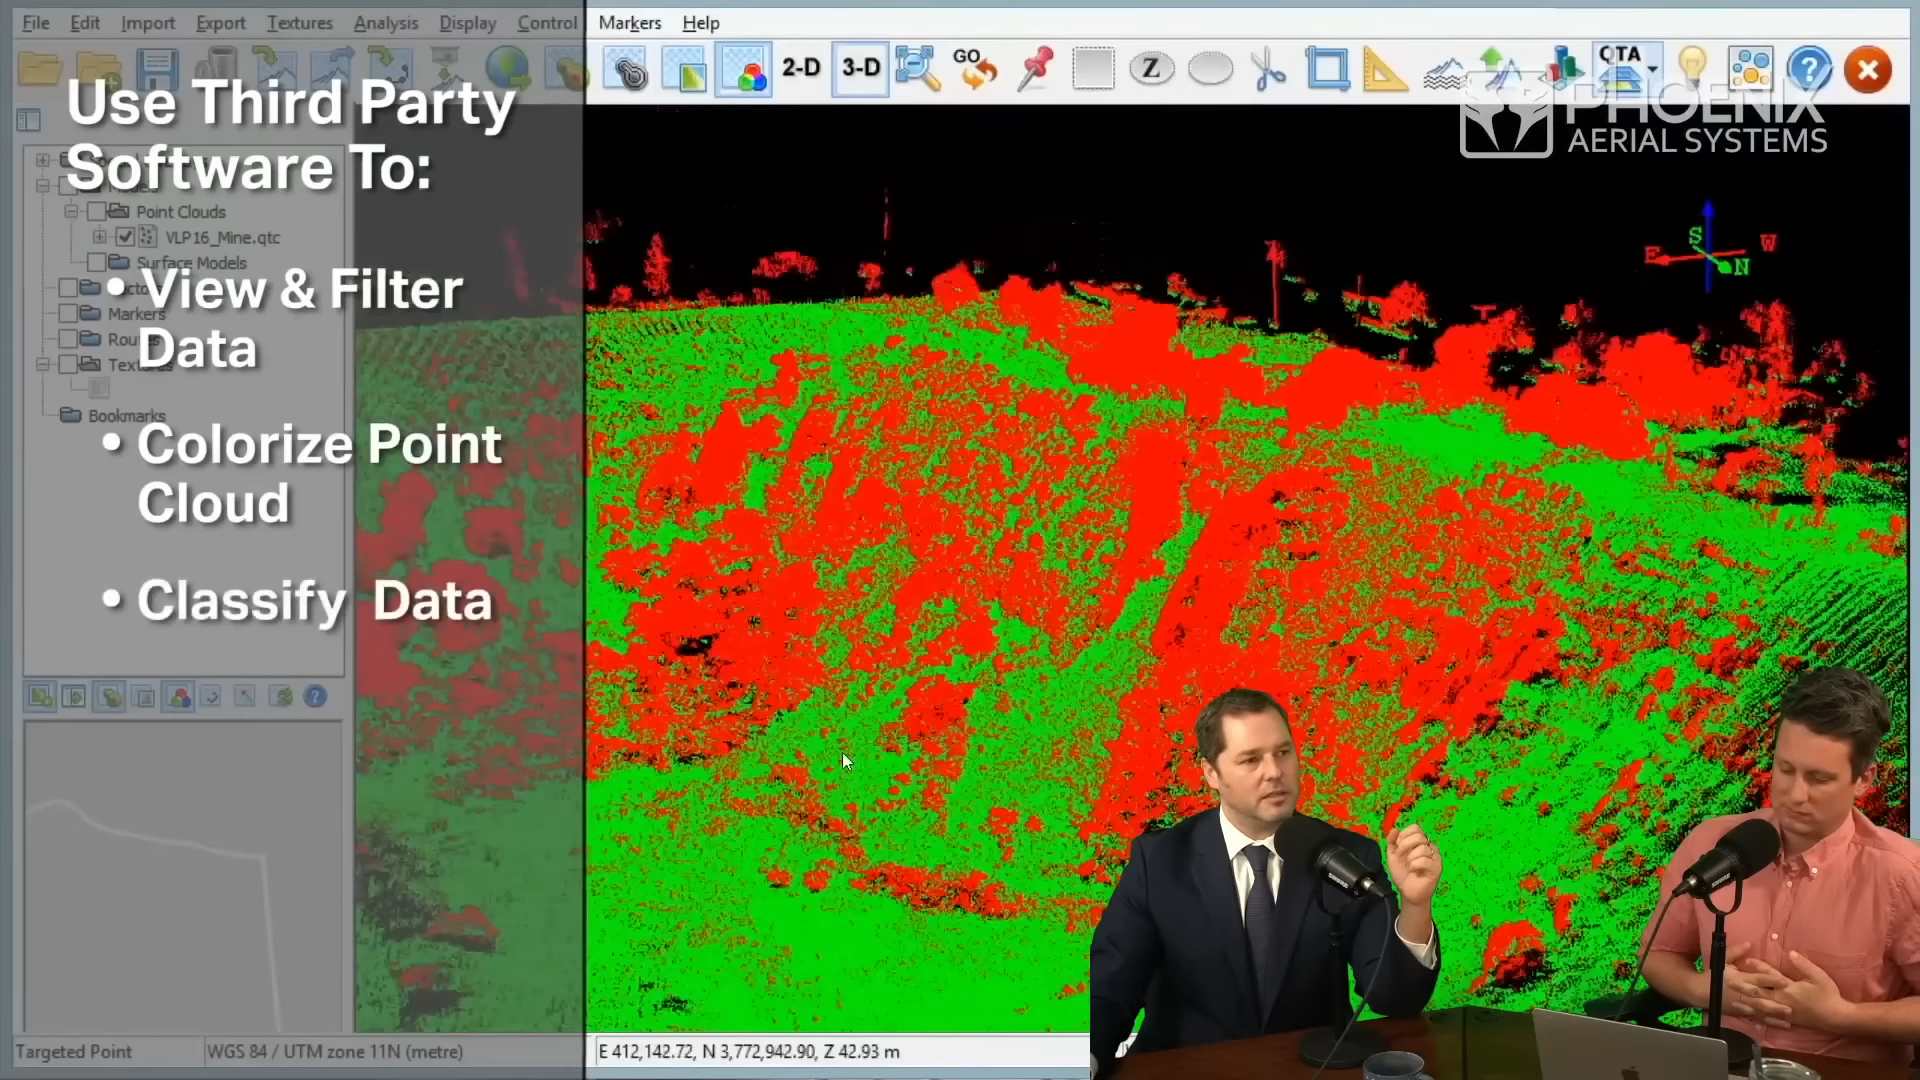 File Edit Import Export Textures Analysis Display Control Markers Help
2-D 3-D GO Z QTA
Use Third Party
Software To:
PHOENIX
AERIAL SYSTEMS
Point Clouds
VLP16_Mine.qtc
Surface Models
• View & Filter
Data
Markers
Bookmarks
• Colorize Point
Cloud
• Classify Data
S
E
W
N
Targeted Point
WGS 84 / UTM zone 11N (metre)
E 412,142.72, N 3,772,942.90, Z 42.93 m